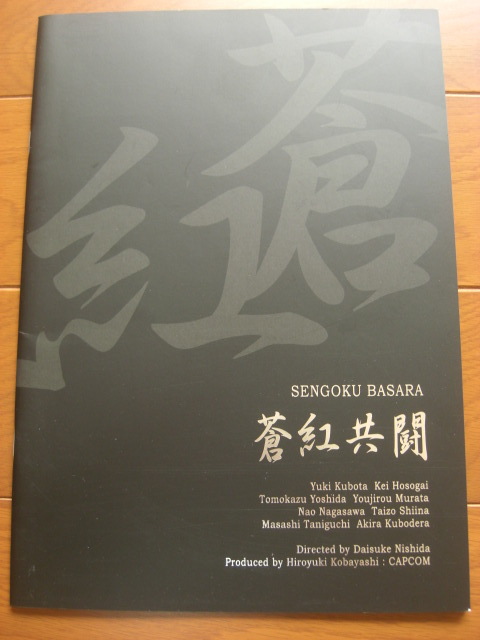 蒼
紅
SENGOKU BASARA
蒼紅共闘
Yuki Kubota Kei Hosogai
Tomokazu Yoshida Youjirou Murata
Nao Nagasawa Taizo Shiina
Masashi Taniguchi Akira Kubodera
Directed by Daisuke Nishida
Produced by Hiroyuki Kobayashi : CAPCOM